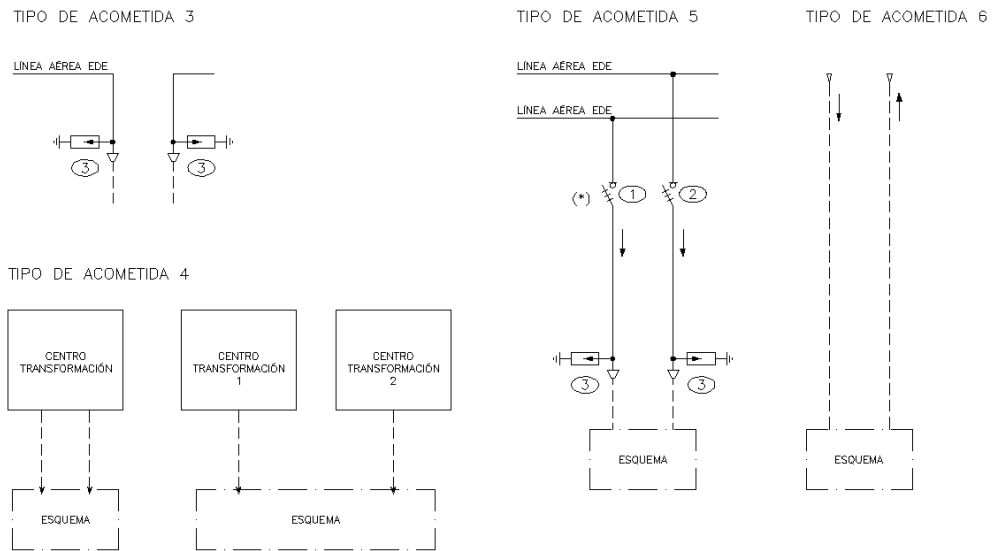 TIPO DE ACOMETIDA 3
LÍNEA AÉREA EDE
3
3
TIPO DE ACOMETIDA 4
CENTRO
TRANSFORMACIÓN
CENTRO
TRANSFORMACIÓN
1
CENTRO
TRANSFORMACIÓN
2
ESQUEMA
ESQUEMA
TIPO DE ACOMETIDA 5
LÍNEA AÉREA EDE
LÍNEA AÉREA EDE
(*)
1
2
3
3
ESQUEMA
TIPO DE ACOMETIDA 6
ESQUEMA